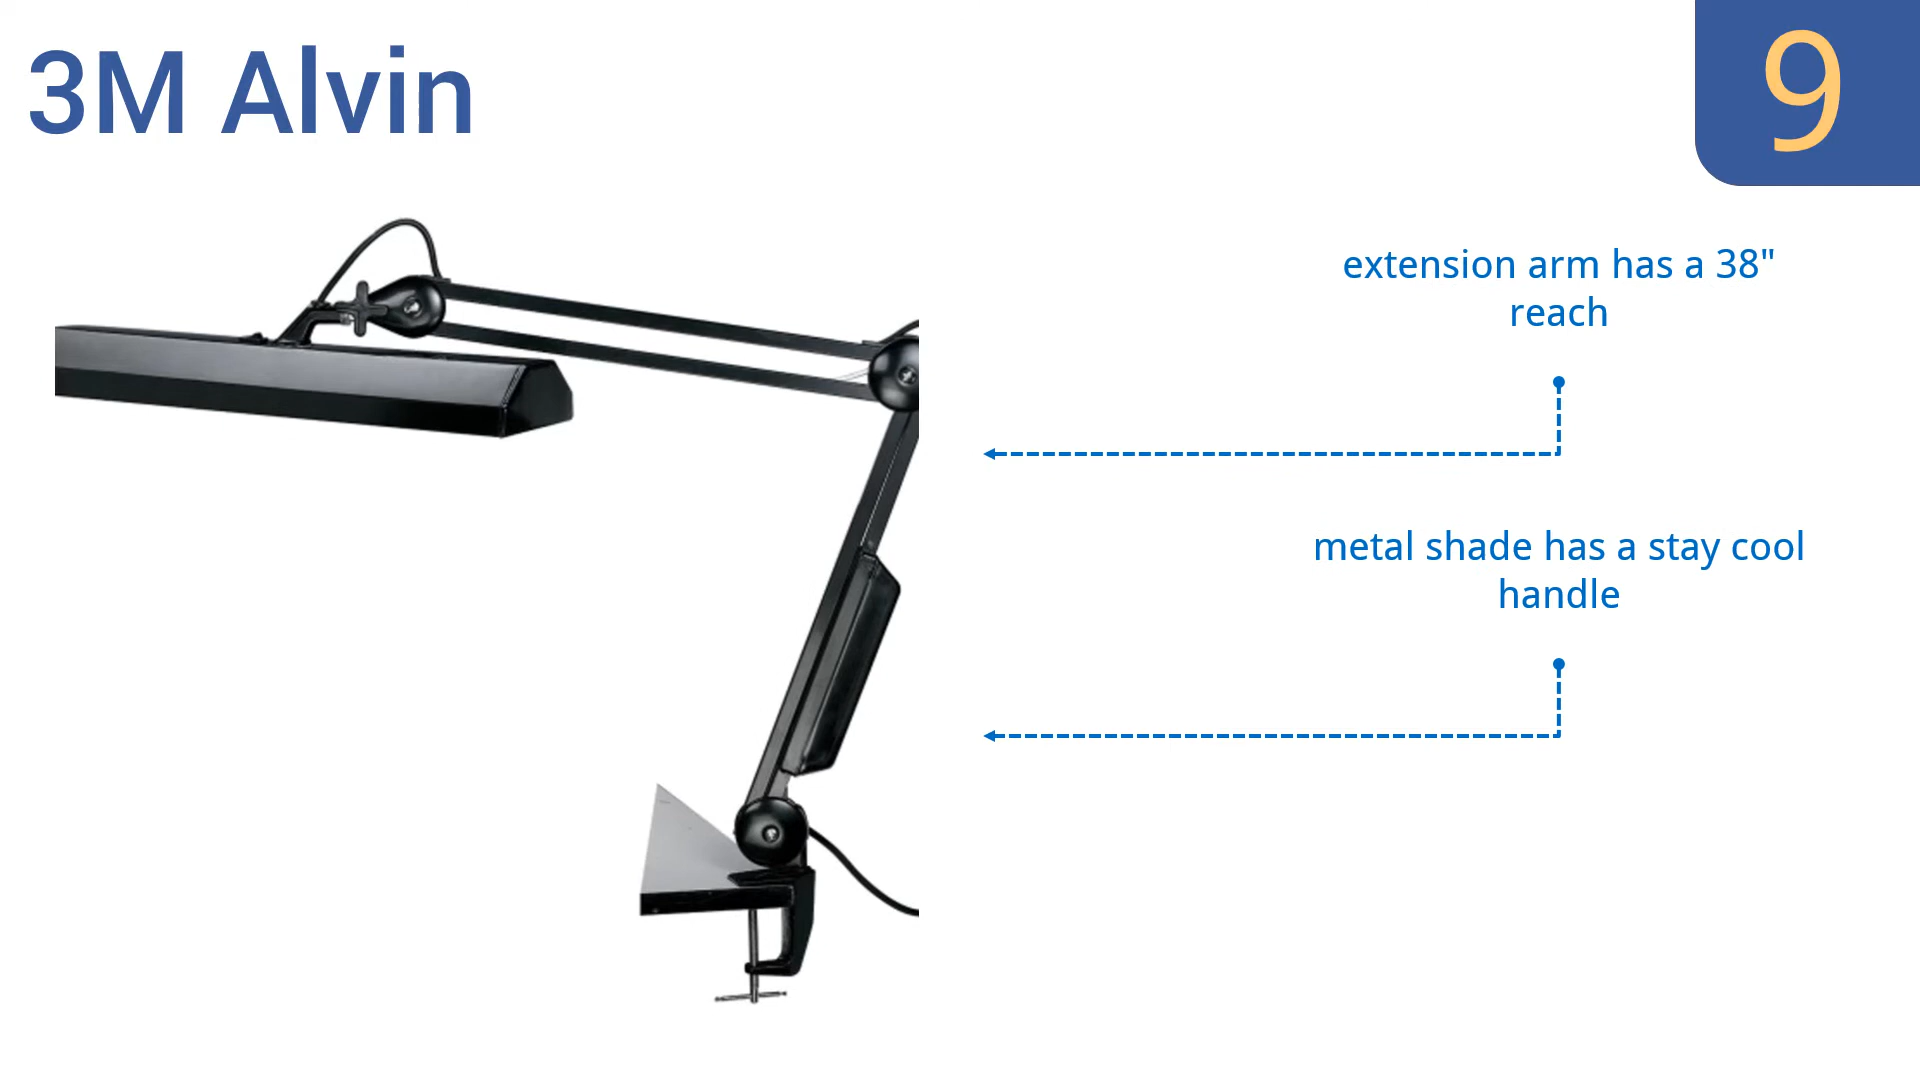 3M Alvin
9
extension arm has a 38"
reach
metal shade has a stay cool
handle